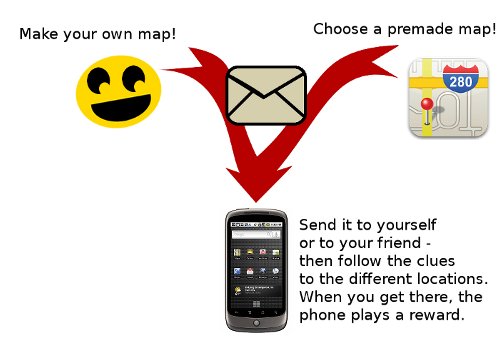 Make your own map!
Choose a premade map!
280
Send it to yourself
or to your friend -
then follow the clues
to the different locations.
When you get there, the
phone plays a reward.